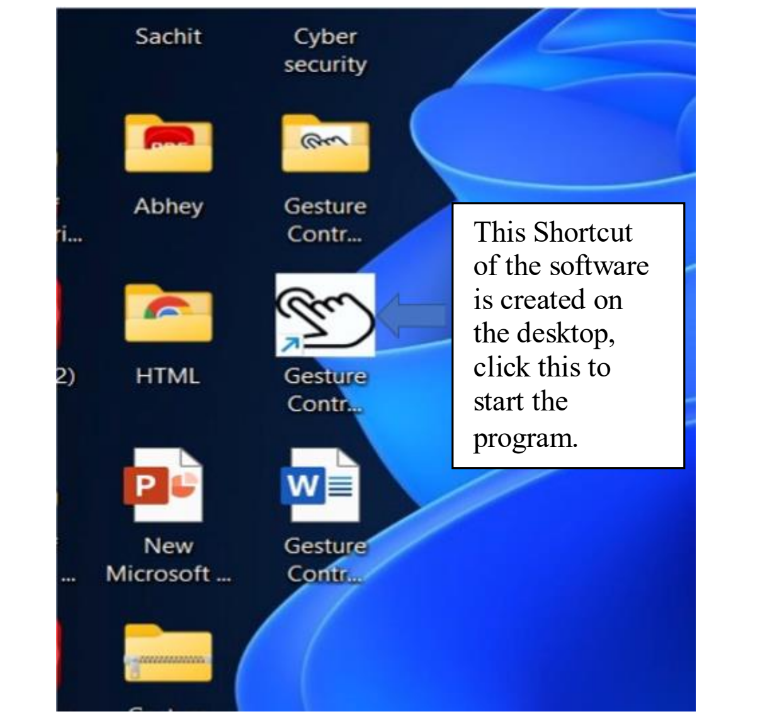 Sachit
Cyber
security
Abhey
Gesture
Contr...
ri...
This Shortcut
of the software
is created on
the desktop,
click this to
start the
program.
2)
HTML
Gesture
Contr...
P
W
New
Microsoft ...
Gesture
Contr...
...